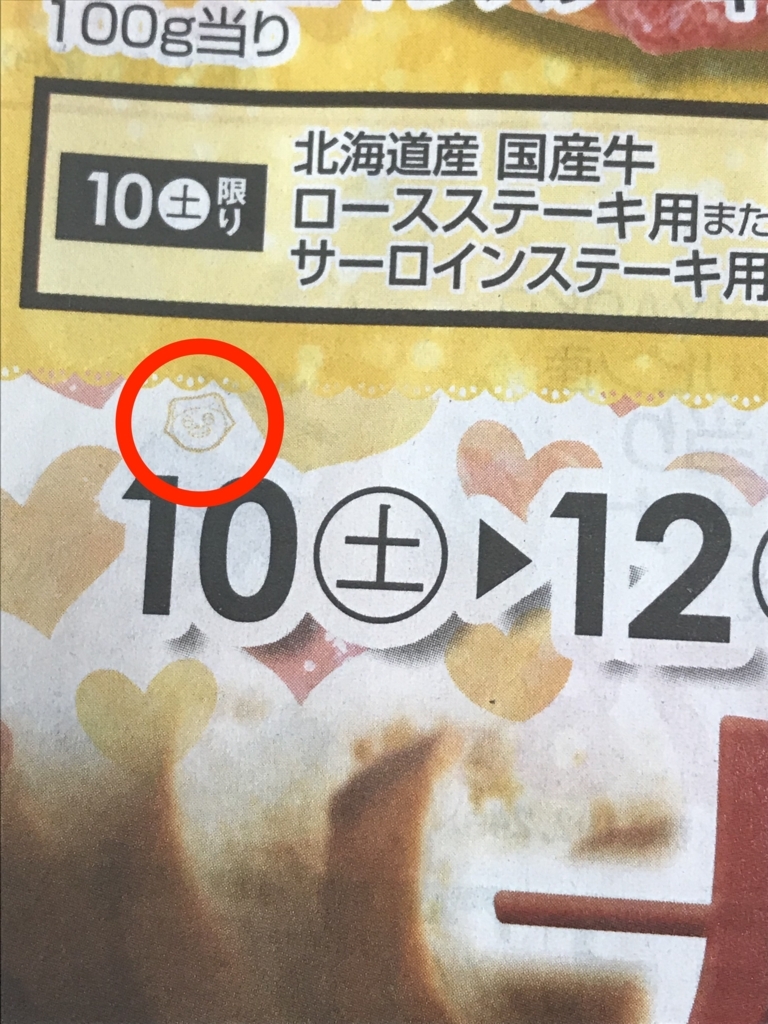 100g当り
10土限り
北海道産 国産牛
ロースステーキ用また
サーロインステーキ用
10土▶12